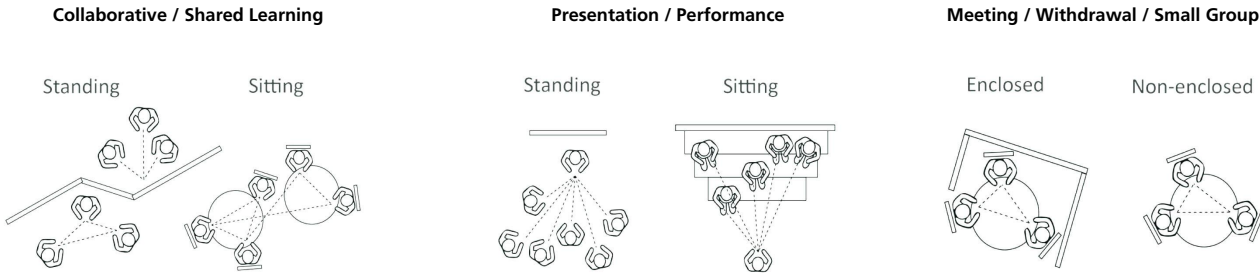 Collaborative / Shared Learning
Presentation / Performance
Meeting / Withdrawal / Small Group
Standing
Sitting
Standing
Sitting
Enclosed
Non-enclosed